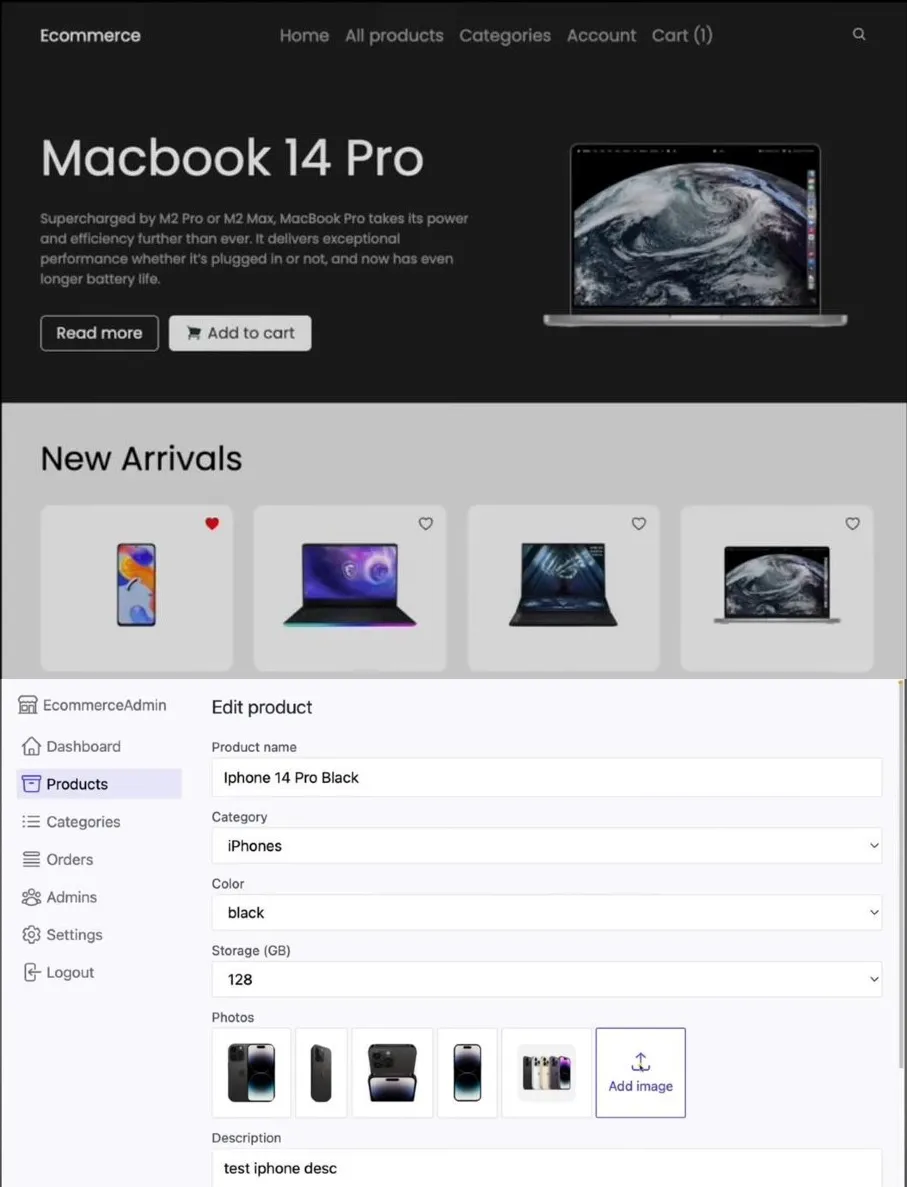 Ecommerce
Home All products Categories Account Cart (1)
Macbook 14 Pro
Supercharged by M2 Pro or M2 Max, MacBook Pro takes its power
and efficiency further than ever. It delivers exceptional
performance whether it's plugged in or not, and now has even
longer battery life.
Read more Add to cart
New Arrivals
EcommerceAdmin
Dashboard
Products
Categories
Orders
Admins
Settings
Logout
Edit product
Product name
Iphone 14 Pro Black
Category
iPhones
Color
black
Storage (GB)
128
Photos
Add image
Description
test iphone desc